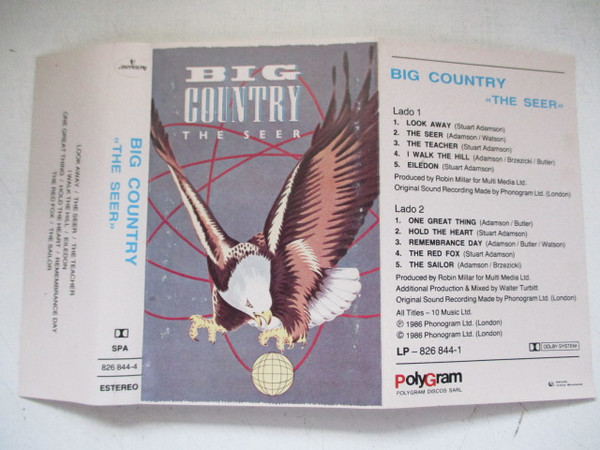 mercury
LOOK AWAY / THE SEER / THE TEACHER
I WALK THE HILL / EILEDON
ONE GREAT THING / HOLD THE HEART / REMEMBRANCE DAY
THE RED FOX / THE SAILOR
BIG COUNTRY
«THE SEER»
SPA
826 844-4
ESTEREO
BIG
COUNTRY
THE SEER
BIG COUNTRY
«THE SEER»
Lado 1
1. LOOK AWAY (Stuart Adamson)
2. THE SEER (Adamson / Watson)
3. THE TEACHER (Stuart Adamson)
4. I WALK THE HILL (Adamson / Brzezicki / Butler)
5. EILEDON (Stuart Adamson)
Produced by Robin Millar for Multi Media Ltd.
Original Sound Recording Made by Phonogram Ltd. (London)
Lado 2
1. ONE GREAT THING (Adamson / Butler)
2. HOLD THE HEART (Stuart Adamson)
3. REMEMBRANCE DAY (Adamson / Butler / Watson)
4. THE RED FOX (Stuart Adamson)
5. THE SAILOR (Adamson / Brzezicki)
Produced by Robin Millar for Multi Media Ltd.
Additional Production & Mixed by Walter Turbitt
Original Sound Recording Made by Phonogram Ltd. (London)
All Titles – 10 Music Ltd.
℗ 1986 Phonogram Ltd. (London)
© 1986 Phonogram Ltd. (London)
LP – 826 844-1
DOLBY SYSTEM
PolyGram
POLYGRAM DISCOS SARL